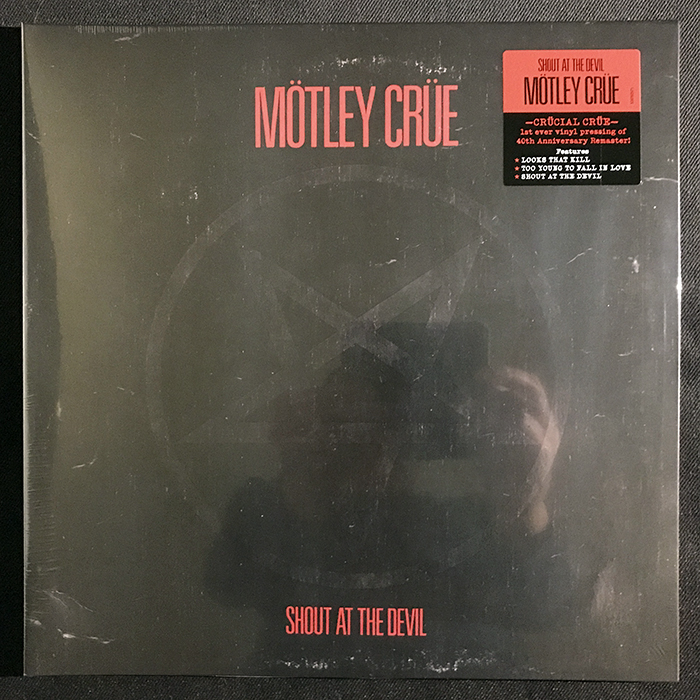 MÖTLEY CRÜE
SHOUT AT THE DEVIL
MÖTLEY CRÜE
—CRÜCIAL CRÜE—
1st ever vinyl pressing of
40th Anniversary Remaster!
Features
★ LOOKS THAT KILL
★ TOO YOUNG TO FALL IN LOVE
★ SHOUT AT THE DEVIL
SHOUT AT THE DEVIL